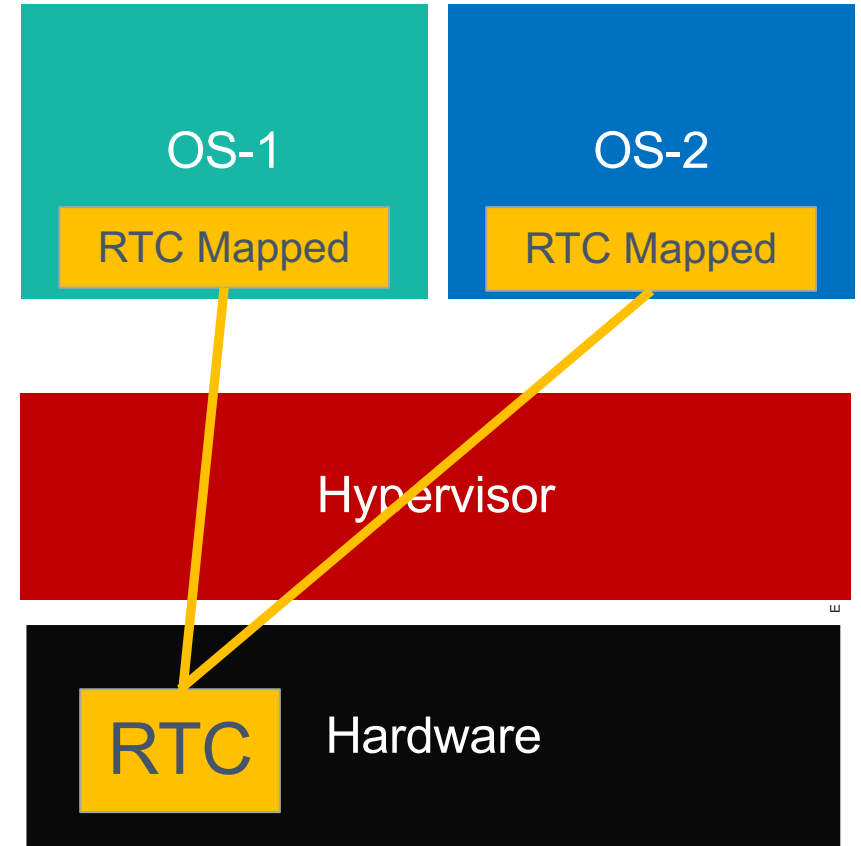 OS-1
OS-2
RTC Mapped
RTC Mapped
Hypervisor
E
RTC
Hardware